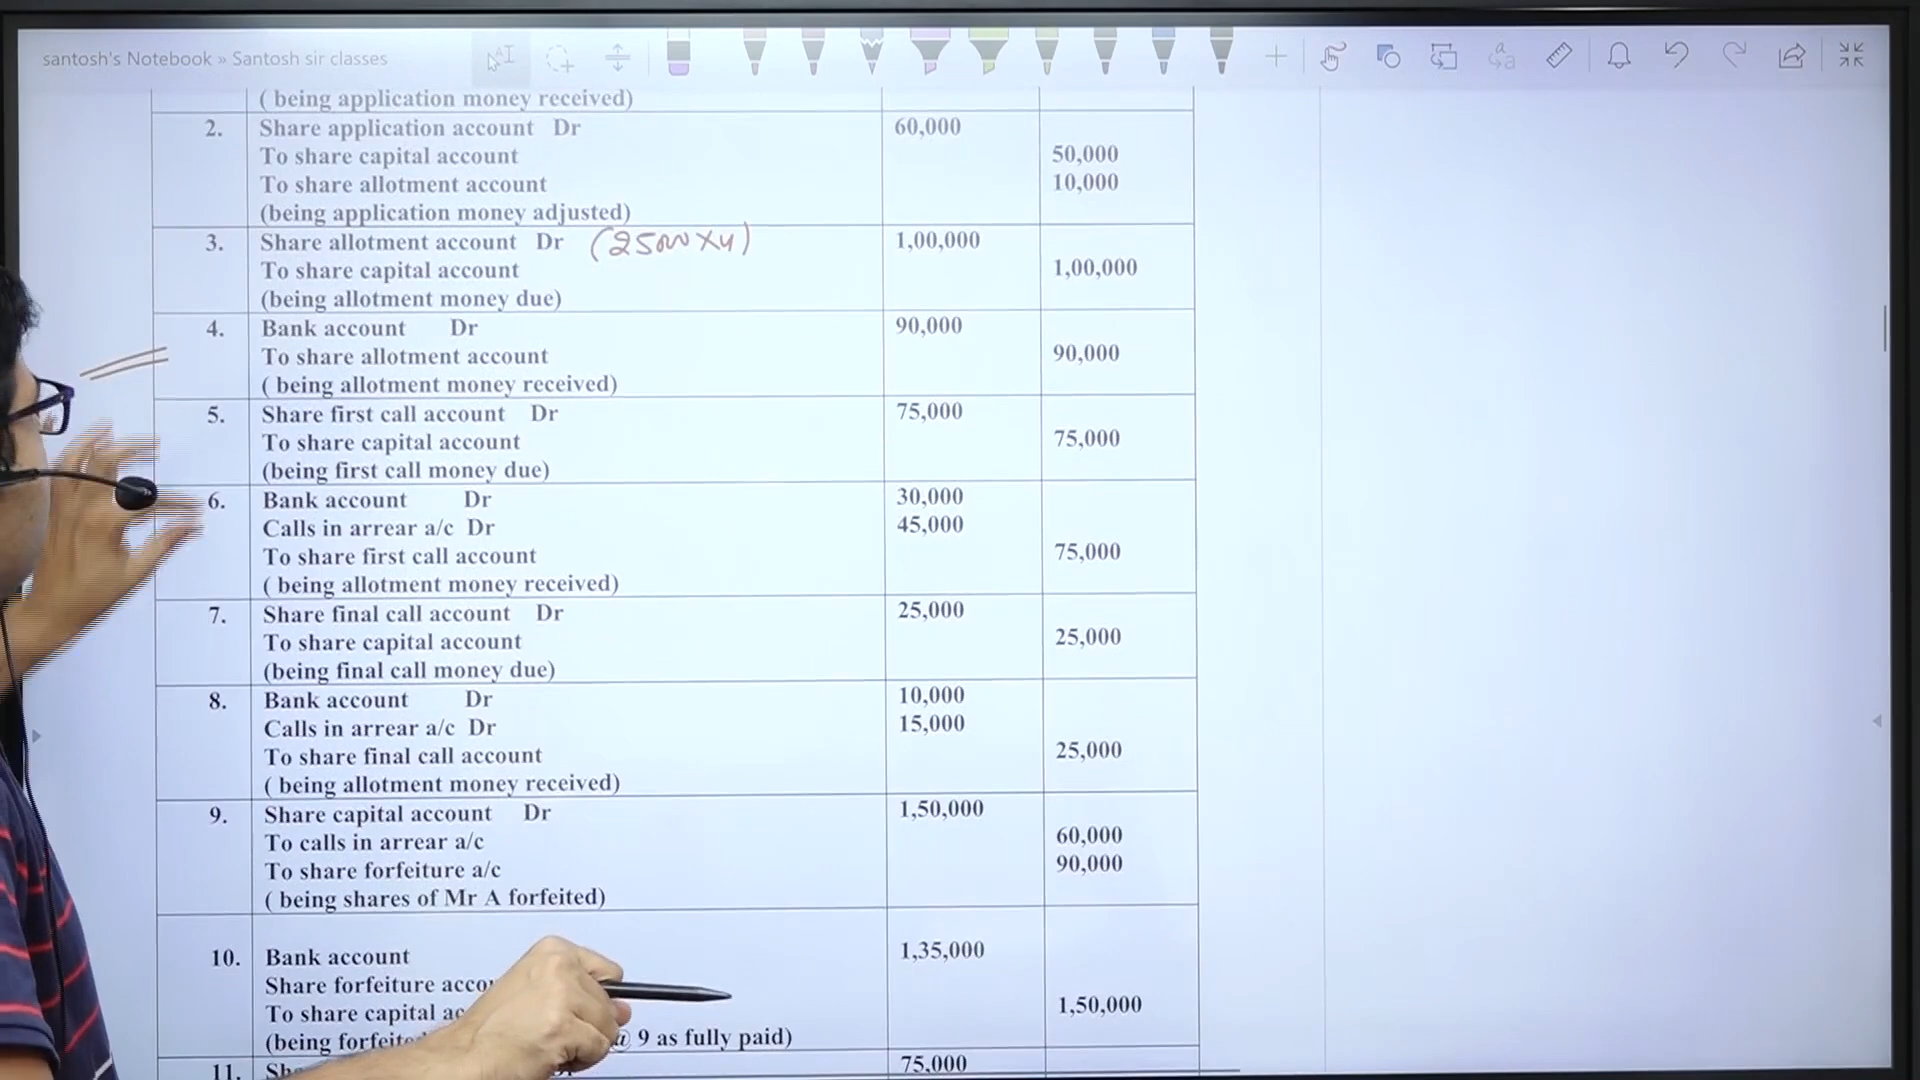 santosh's Notebook » Santosh sir classes
( being application money received)
2. Share application account Dr 60,000
To share capital account 50,000
To share allotment account 10,000
(being application money adjusted)
3. Share allotment account Dr (25000 x 4) 1,00,000
To share capital account 1,00,000
(being allotment money due)
4. Bank account Dr 90,000
To share allotment account 90,000
( being allotment money received)
5. Share first call account Dr 75,000
To share capital account 75,000
(being first call money due)
6. Bank account Dr 30,000
Calls in arrear a/c Dr 45,000
To share first call account 75,000
( being allotment money received)
7. Share final call account Dr 25,000
To share capital account 25,000
(being final call money due)
8. Bank account Dr 10,000
Calls in arrear a/c Dr 15,000
To share final call account 25,000
( being allotment money received)
9. Share capital account Dr 1,50,000
To calls in arrear a/c 60,000
To share forfeiture a/c 90,000
( being shares of Mr A forfeited)
10. Bank account 1,35,000
Share forfeiture
To share capital 1,50,000
(being @ 9 as fully paid)
11. 75,000